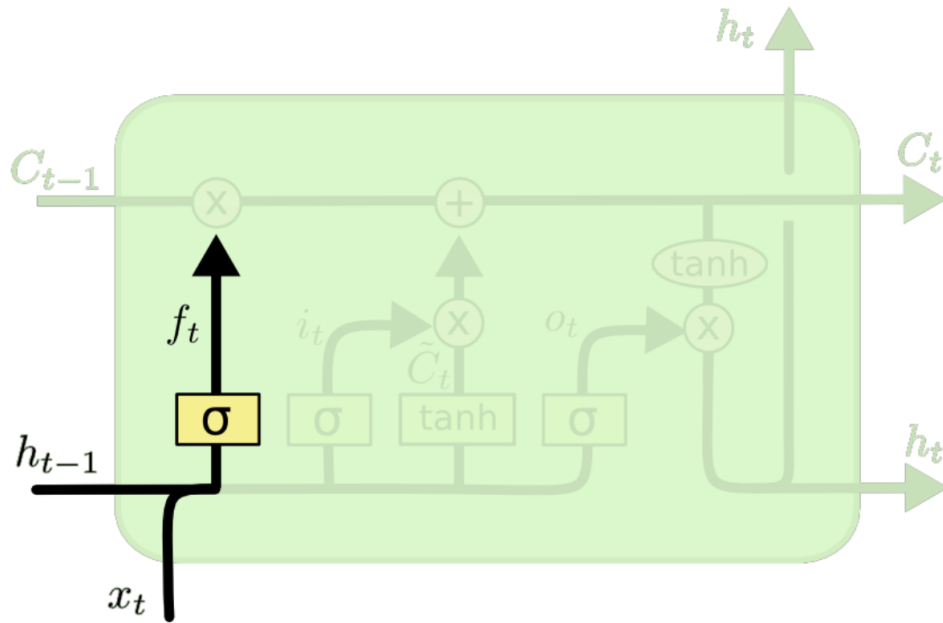 h_t
C_{t-1}
C_t
x
+
tanh
f_t
i_t
x
o_t
x
C̃_t
σ
σ
tanh
σ
h_{t-1}
h_t
x_t